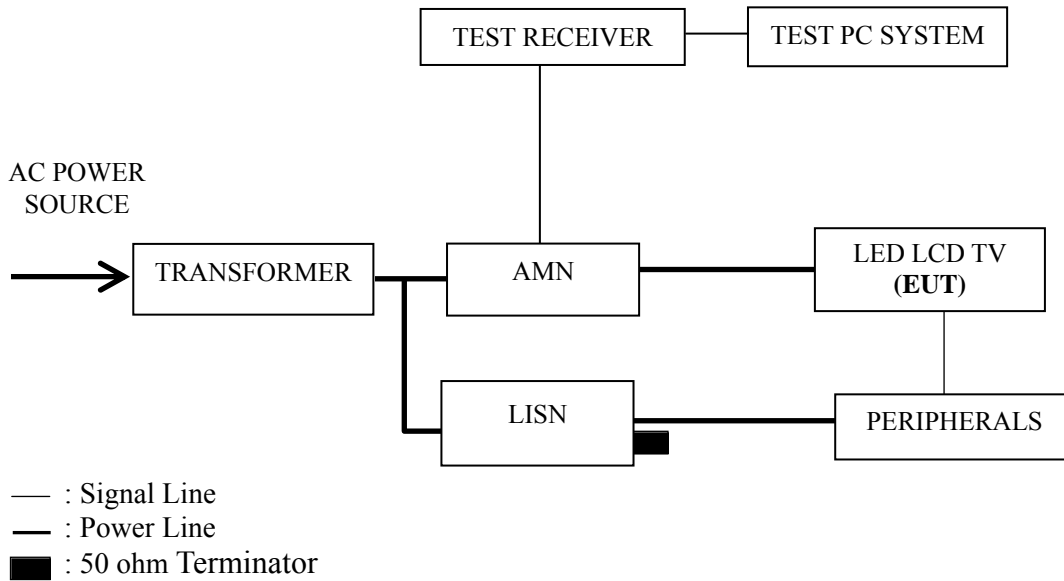 TEST RECEIVER
TEST PC SYSTEM
AC POWER
SOURCE
TRANSFORMER
AMN
LED LCD TV
(EUT)
LISN
PERIPHERALS
: Signal Line
: Power Line
: 50 ohm Terminator